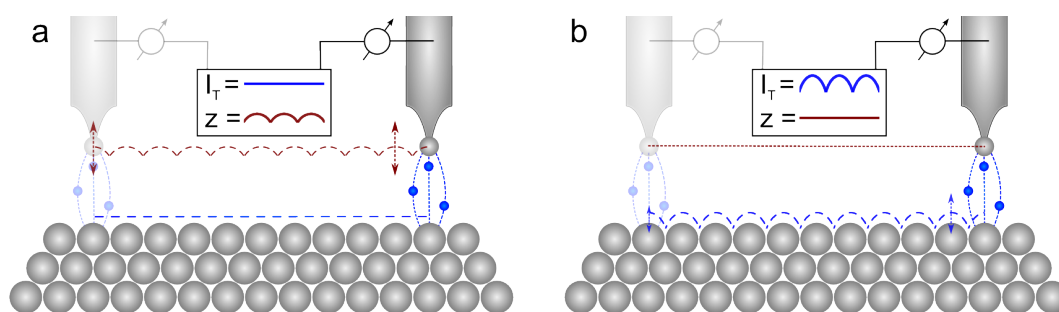 a
I_T =
z =
b
I_T =
z =